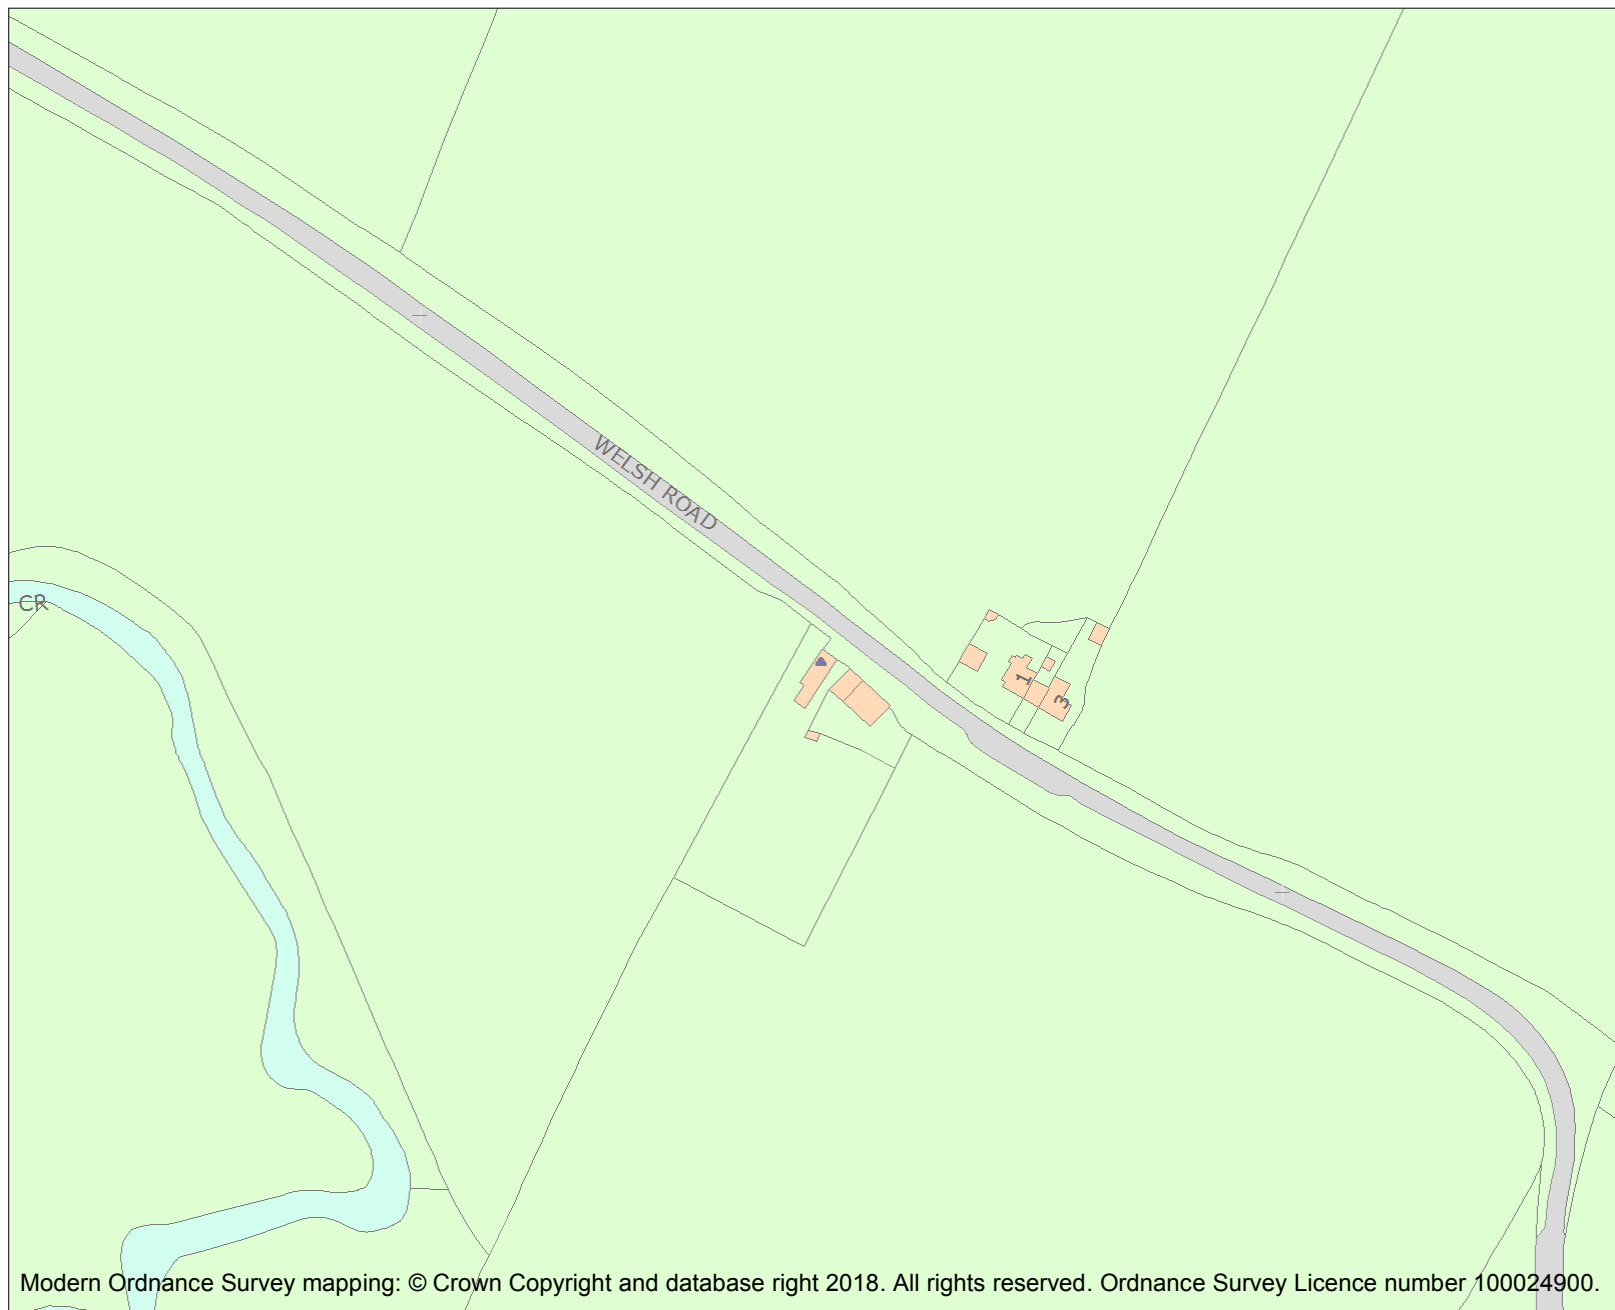 WELSH ROAD
CR
1
3
Modern Ordnance Survey mapping: © Crown Copyright and database right 2018. All rights reserved. Ordnance Survey Licence number 100024900.